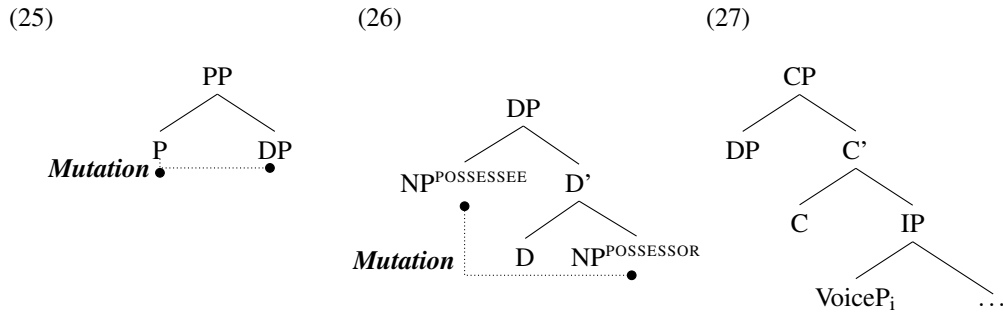 (25) (26) (27)
PP
P DP
Mutation
DP
NP^POSSESSEE D'
D NP^POSSESSOR
Mutation
CP
DP C'
C IP
VoiceP_i ...